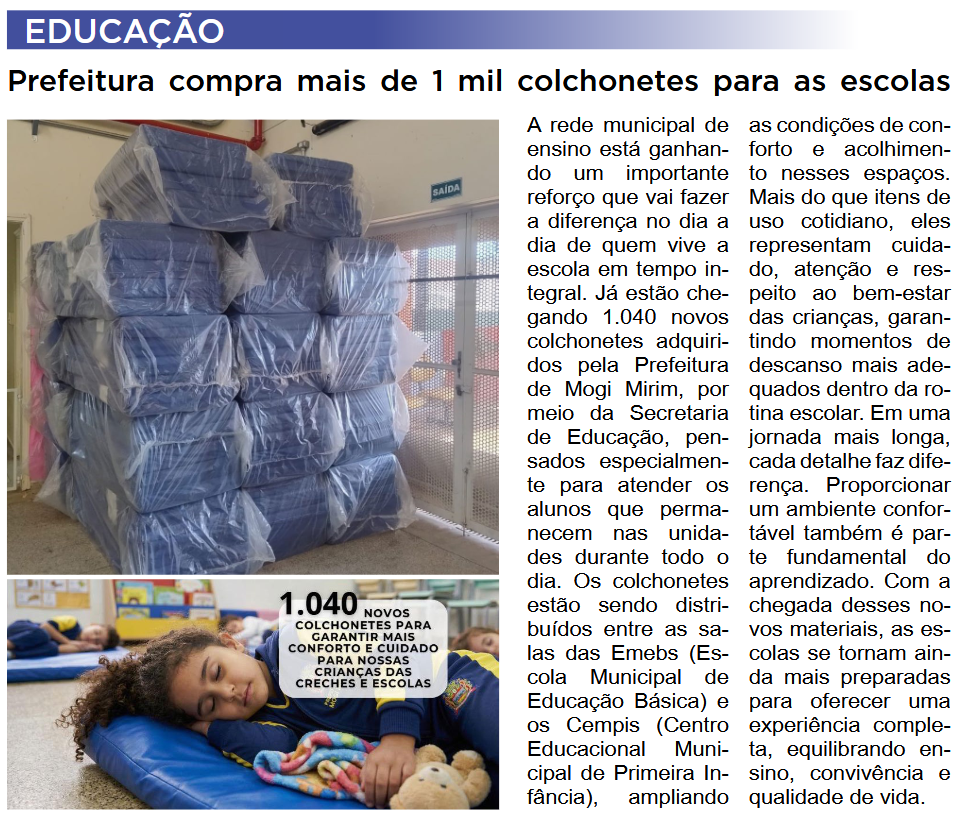 EDUCAÇÃO
Prefeitura compra mais de 1 mil colchonetes para as escolas
SAÍDA
1.040 NOVOS
COLCHONETES PARA
GARANTIR MAIS
CONFORTO E CUIDADO
PARA NOSSAS
CRIANÇAS DAS
CRECHES E ESCOLAS
A rede municipal de
ensino está ganhan-
do um importante
reforço que vai fazer
a diferença no dia a
dia de quem vive a
escola em tempo in-
tegral. Já estão che-
gando 1.040 novos
colchonetes adquiri-
dos pela Prefeitura
de Mogi Mirim, por
meio da Secretaria
de Educação, pen-
sados especialmen-
te para atender os
alunos que perma-
necem nas unida-
des durante todo o
dia. Os colchonetes
estão sendo distri-
buídos entre as sa-
las das Emebs (Es-
cola Municipal de
Educação Básica) e
os Cempis (Centro
Educacional Muni-
cipal de Primeira In-
fância), ampliando
as condições de con-
forto e acolhimen-
to nesses espaços.
Mais do que itens de
uso cotidiano, eles
representam cuida-
do, atenção e res-
peito ao bem-estar
das crianças, garan-
tindo momentos de
descanso mais ade-
quados dentro da ro-
tina escolar. Em uma
jornada mais longa,
cada detalhe faz dife-
rença. Proporcionar
um ambiente confor-
tável também é par-
te fundamental do
aprendizado. Com a
chegada desses no-
vos materiais, as es-
colas se tornam ain-
da mais preparadas
para oferecer uma
experiência comple-
ta, equilibrando en-
sino, convivência e
qualidade de vida.